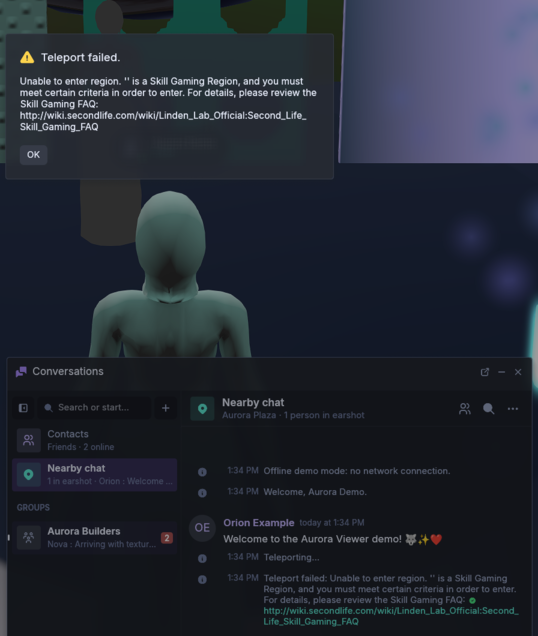 Teleport failed.
Unable to enter region. '' is a Skill Gaming Region, and you must
meet certain criteria in order to enter. For details, please review the
Skill Gaming FAQ:
http://wiki.secondlife.com/wiki/Linden_Lab_Official:Second_Life_
Skill_Gaming_FAQ
OK
Conversations
Search or start...
Contacts
Friends · 2 online
Nearby chat
1 in earshot · Orion : Welcome ...
GROUPS
Aurora Builders
Nova : Arriving with textur...
2
Nearby chat
Aurora Plaza · 1 person in earshot
1:34 PM Offline demo mode: no network connection.
1:34 PM Welcome, Aurora Demo.
OE
Orion Example today at 1:34 PM
Welcome to the Aurora Viewer demo! 🐺✨❤️
1:34 PM Teleporting...
1:34 PM Teleport failed: Unable to enter region. '' is a Skill Gaming
Region, and you must meet certain criteria in order to enter.
For details, please review the Skill Gaming FAQ:
http://wiki.secondlife.com/wiki/Linden_Lab_Official:Second_
Life_Skill_Gaming_FAQ